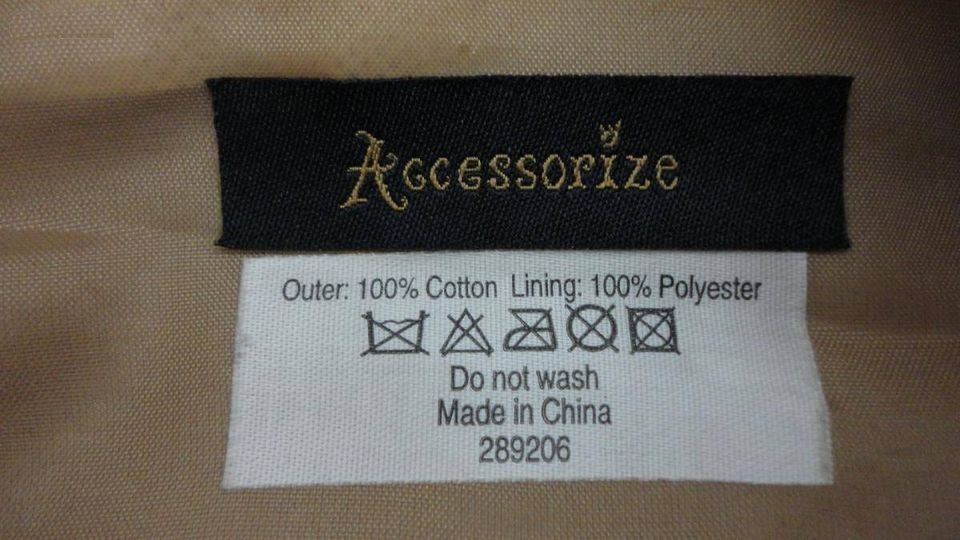 Accessorize
Outer: 100% Cotton Lining: 100% Polyester
Do not wash
Made in China
289206